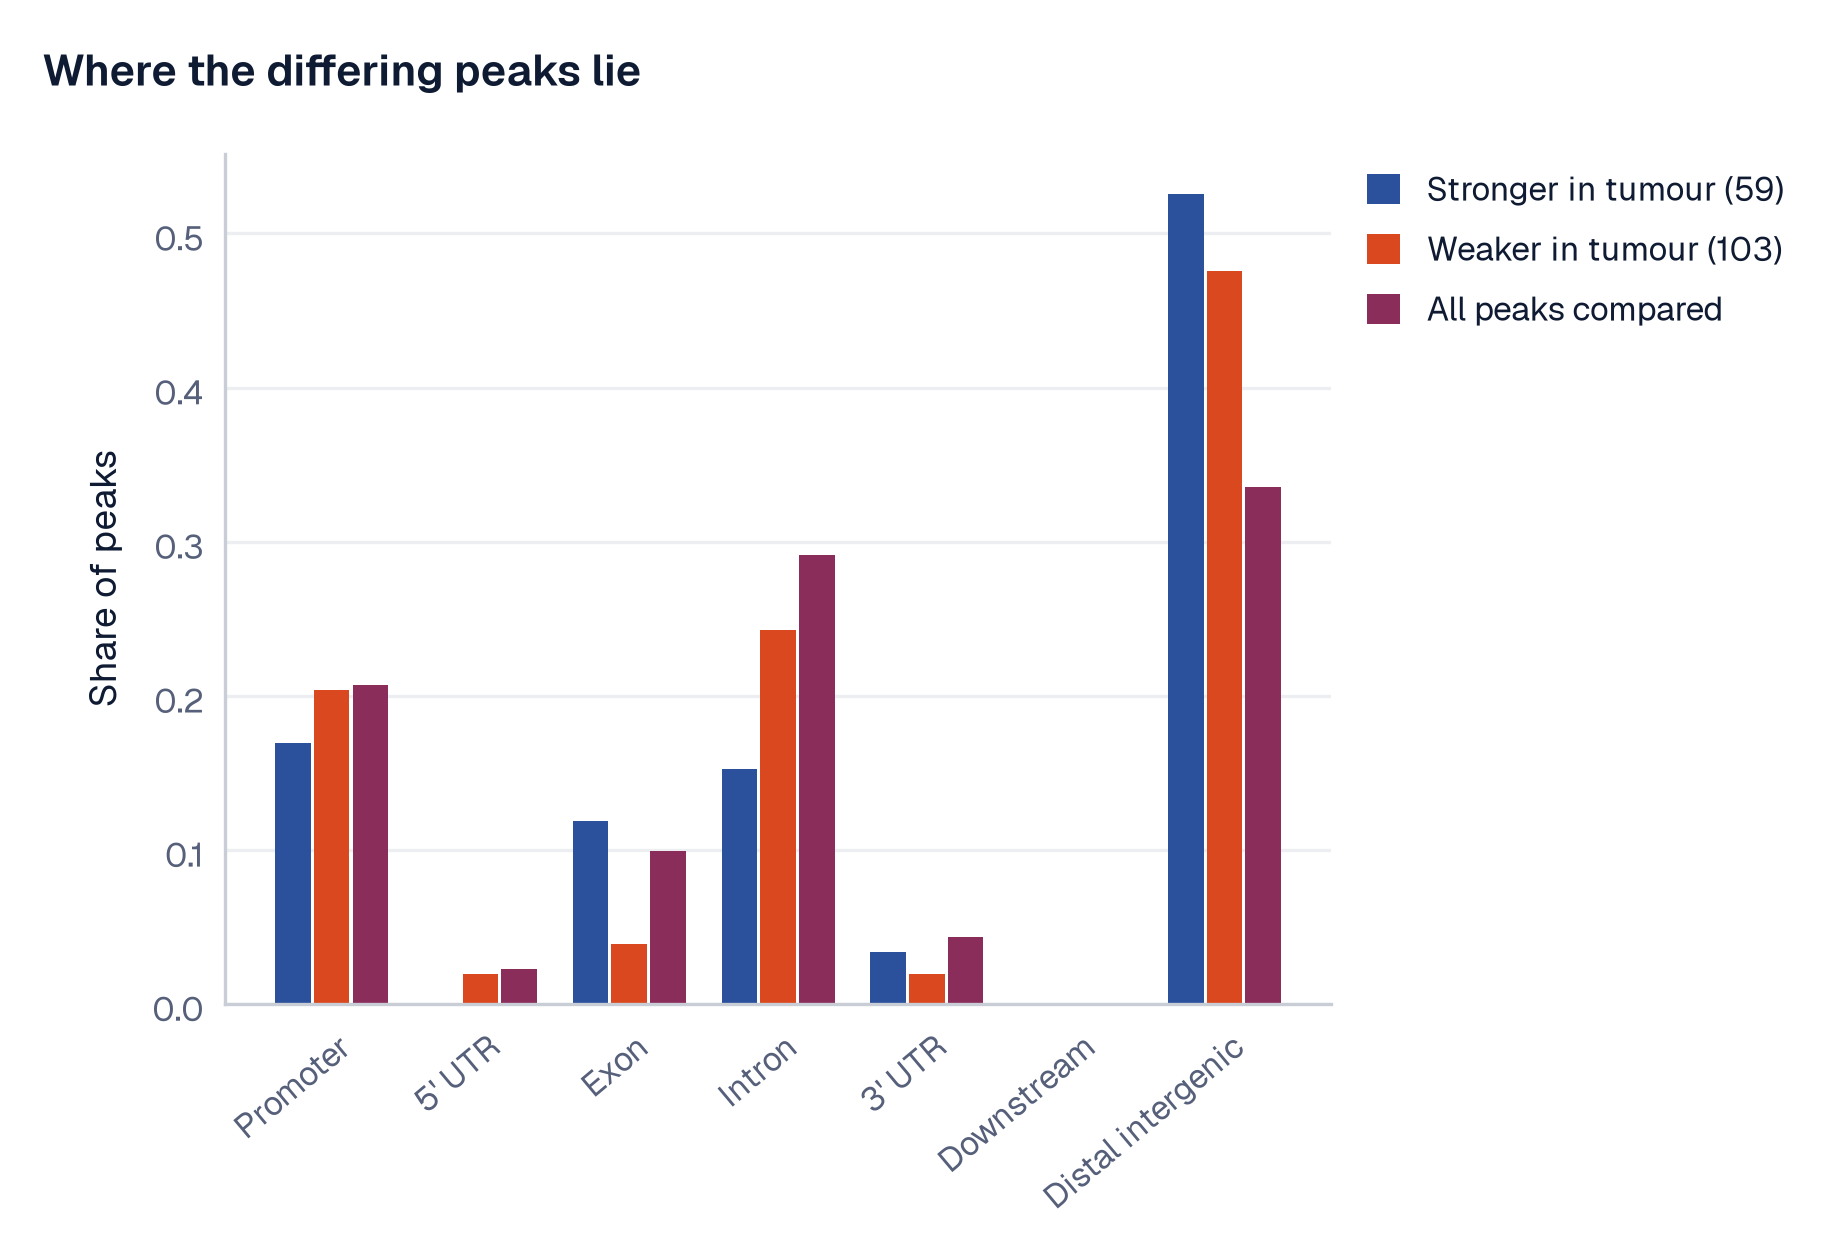 Where the differing peaks lie
Stronger in tumour (59)
Weaker in tumour (103)
All peaks compared
Share of peaks
0.5
0.4
0.3
0.2
0.1
0.0
Promoter
5' UTR
Exon
Intron
3' UTR
Downstream
Distal intergenic